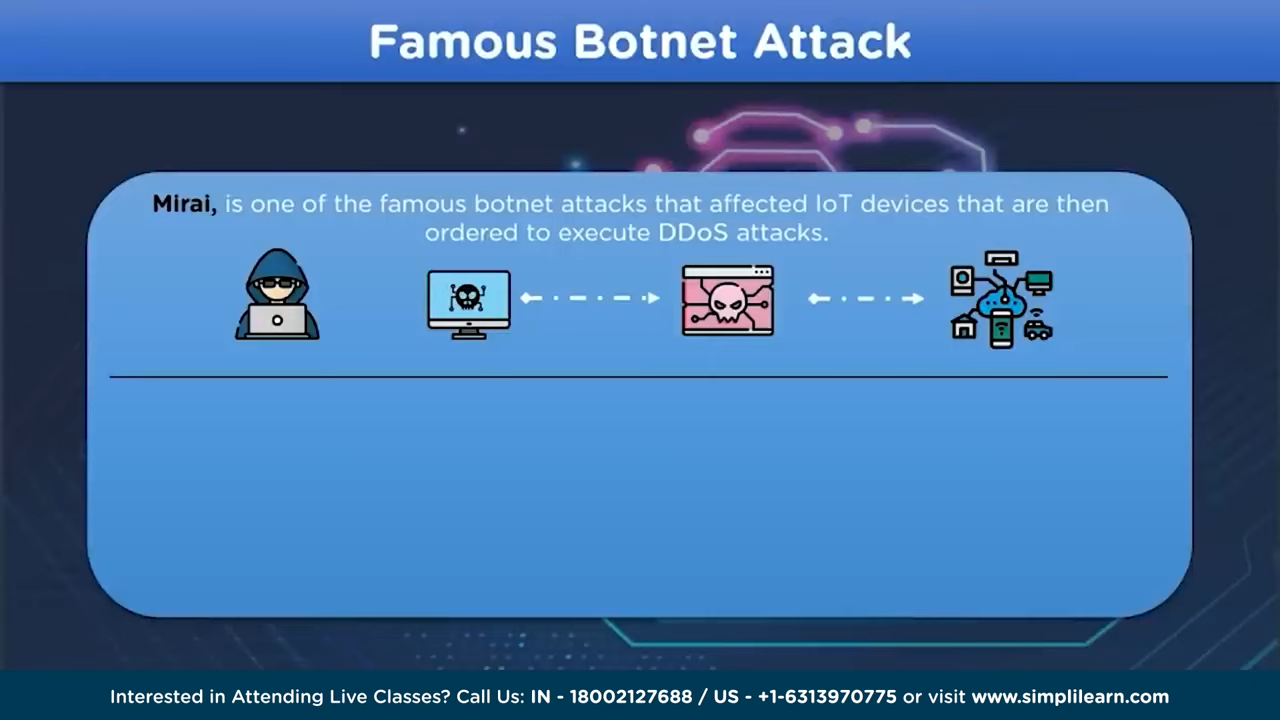 Famous Botnet Attack
Mirai, is one of the famous botnet attacks that affected IoT devices that are then
ordered to execute DDoS attacks.
Interested in Attending Live Classes? Call Us: IN - 18002127688 / US - +1-6313970775 or visit www.simplilearn.com